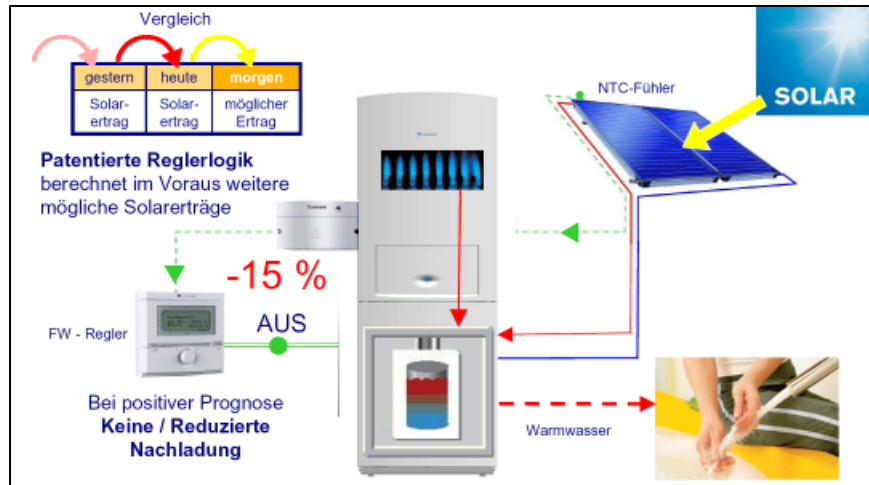 Vergleich
gestern heute morgen
Solar- Solar- möglicher
ertrag ertrag Ertrag
NTC-Fühler
SOLAR
Patentierte Reglerlogik
berechnet im Voraus weitere
mögliche Solarerträge
-15 %
FW - Regler
AUS
Bei positiver Prognose
Keine / Reduzierte
Nachladung
Warmwasser